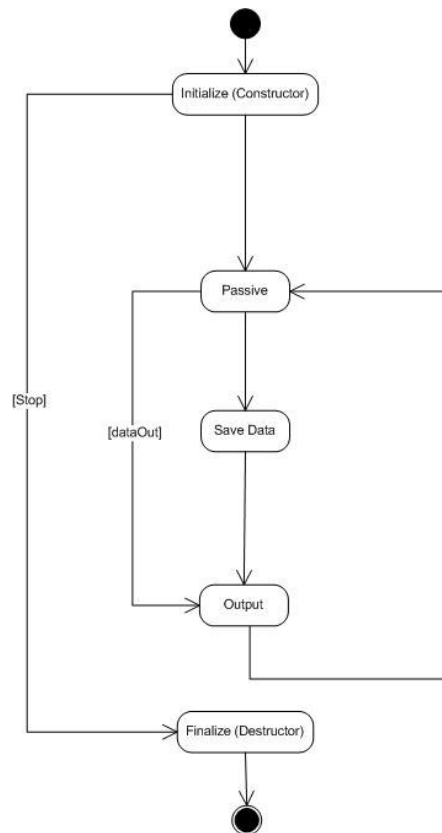 Initialize (Constructor)
Passive
[Stop]
[dataOut]
Save Data
Output
Finalize (Destructor)